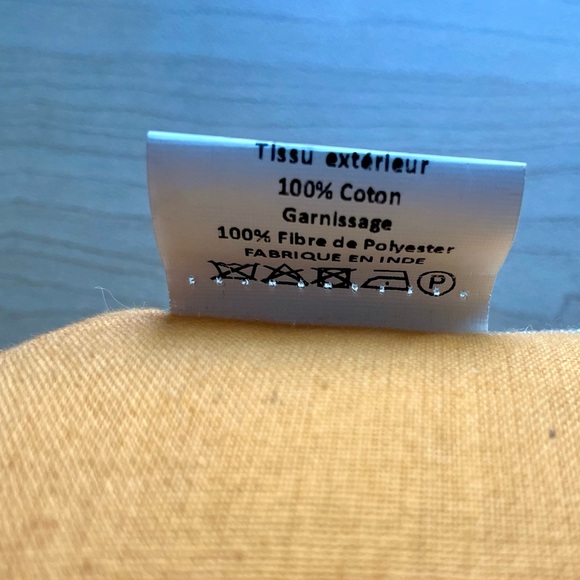 Tissu extérieur
100% Coton
Garnissage
100% Fibre de Polyester
FABRIQUE EN INDE
P